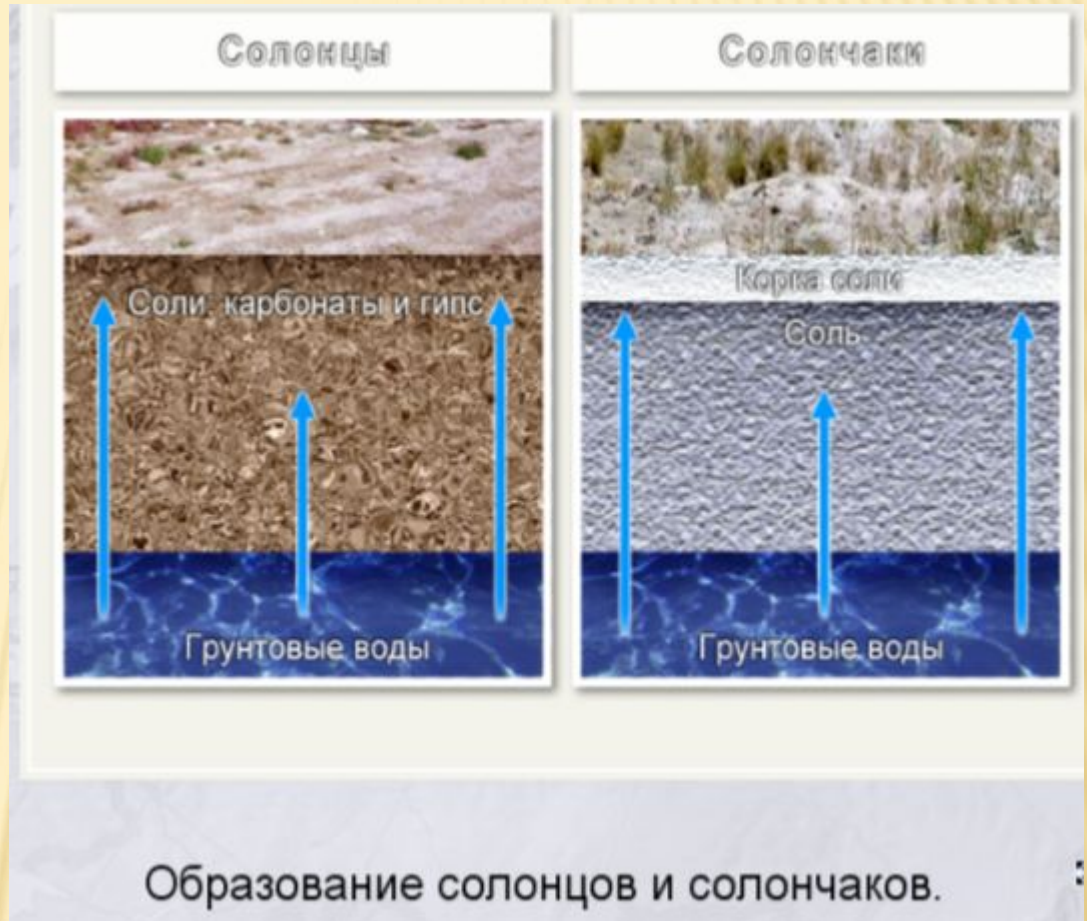 Солонцы
Солончаки
Соли: карбонаты и гипс
Корка соли
Соль
Грунтовые воды
Грунтовые воды
Образование солонцов и солончаков.